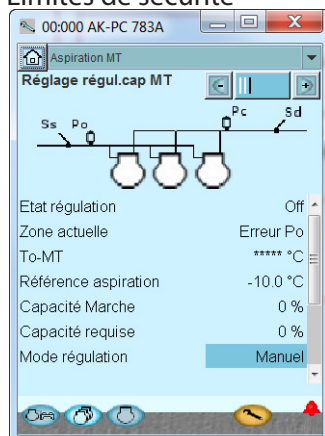 Limites de sécurité
00:000 AK-PC 783A
Aspiration MT
Réglage régul.cap MT
Ss Po Pc Sd
Etat régulation Off
Zone actuelle Erreur Po
To-MT ***** °C
Référence aspiration -10.0 °C
Capacité Marche 0 %
Capacité requise 0 %
Mode régulation Manuel